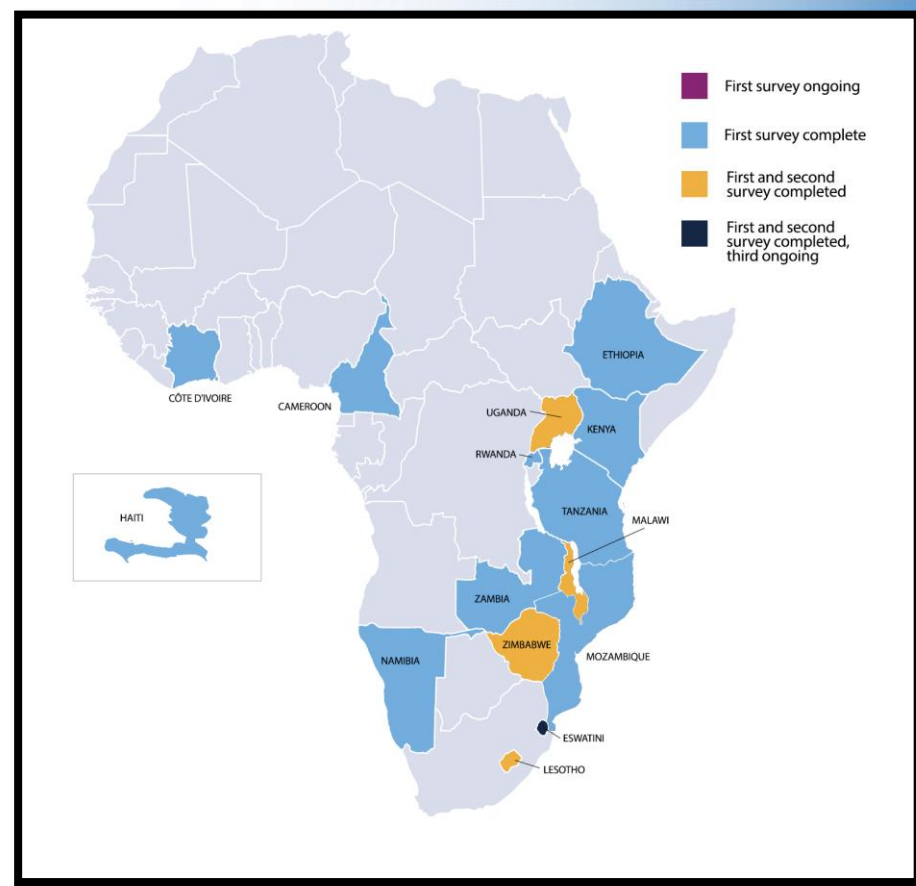 First survey ongoing
First survey complete
First and second
survey completed
First and second
survey completed,
third ongoing
ETHIOPIA
CÔTE D'IVOIRE
CAMEROON
UGANDA
KENYA
RWANDA
TANZANIA
MALAWI
HAITI
ZAMBIA
ZIMBABWE
MOZAMBIQUE
NAMIBIA
ESWATINI
LESOTHO